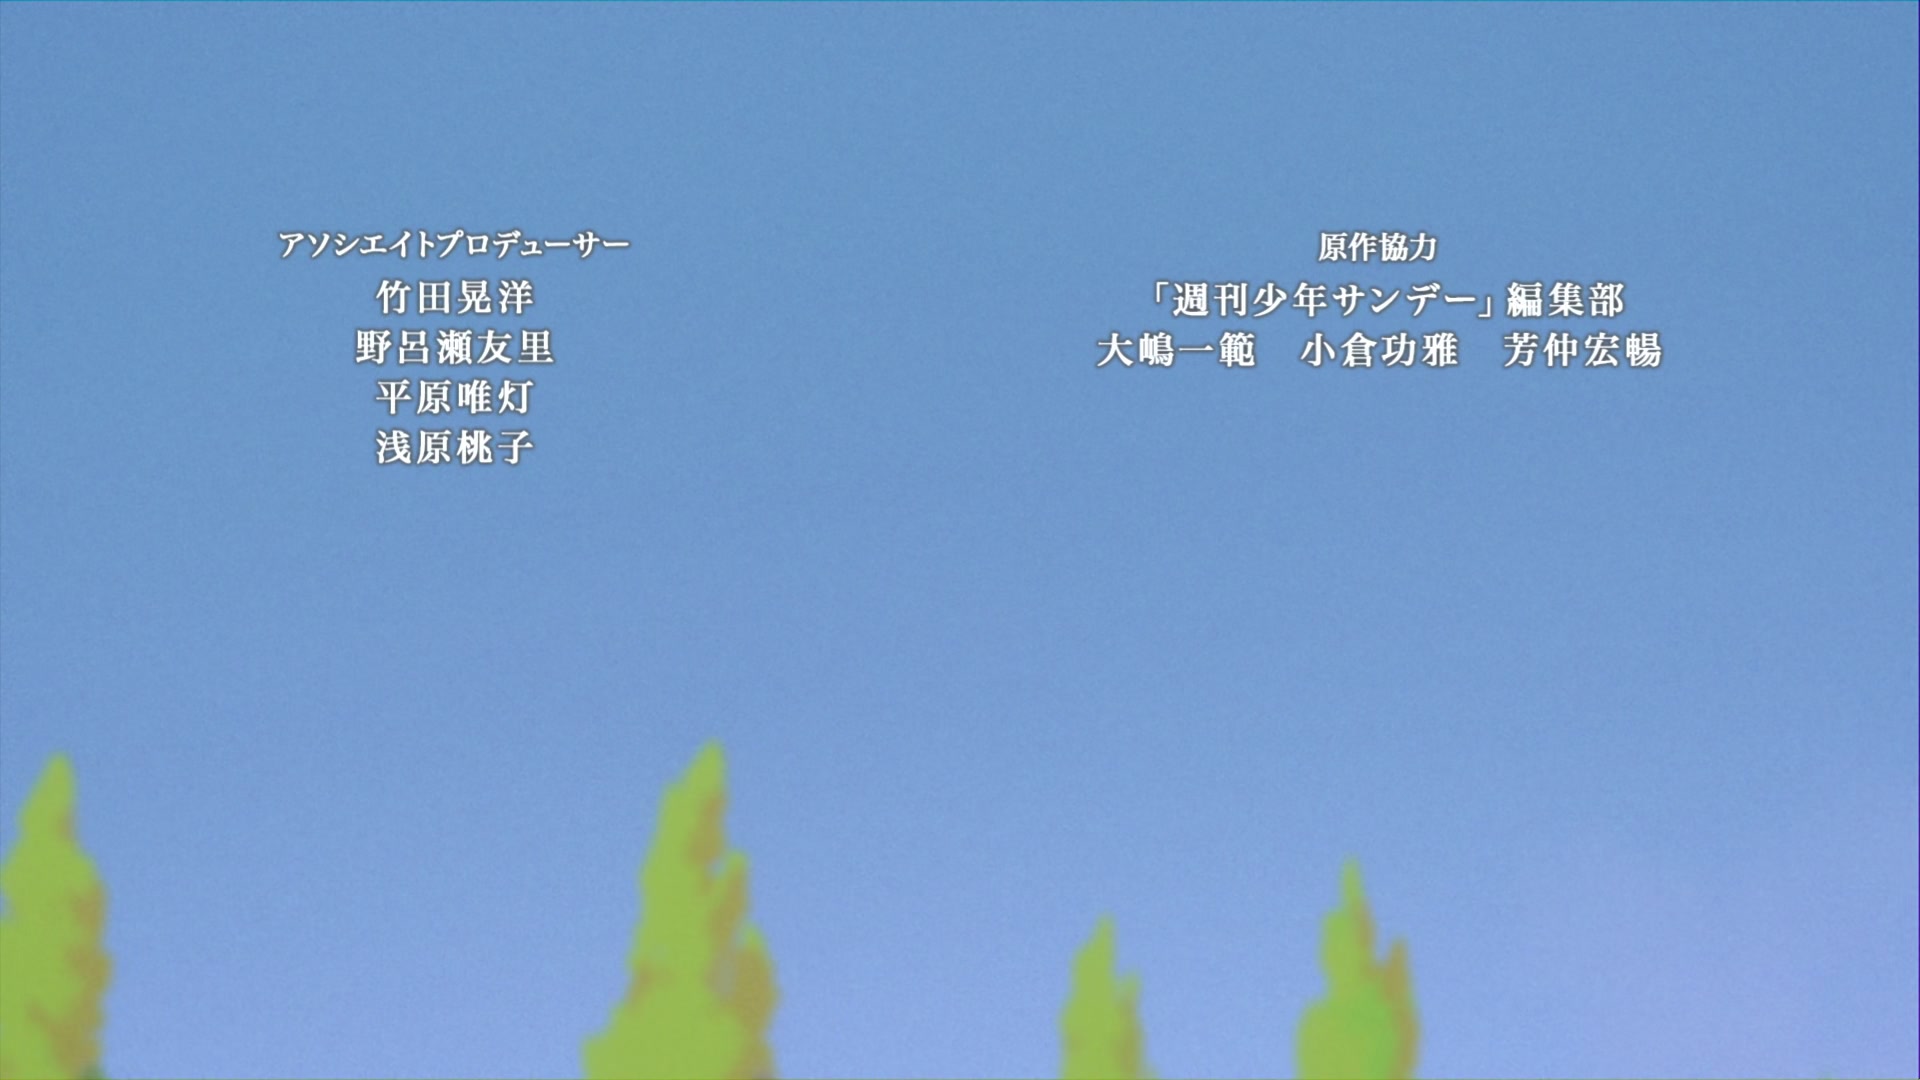 アソシエイトプロデューサー
竹田晃洋
野呂瀬友里
平原唯灯
浅原桃子
原作協力
「週刊少年サンデー」編集部
大嶋一範　小倉功雅　芳仲宏暢